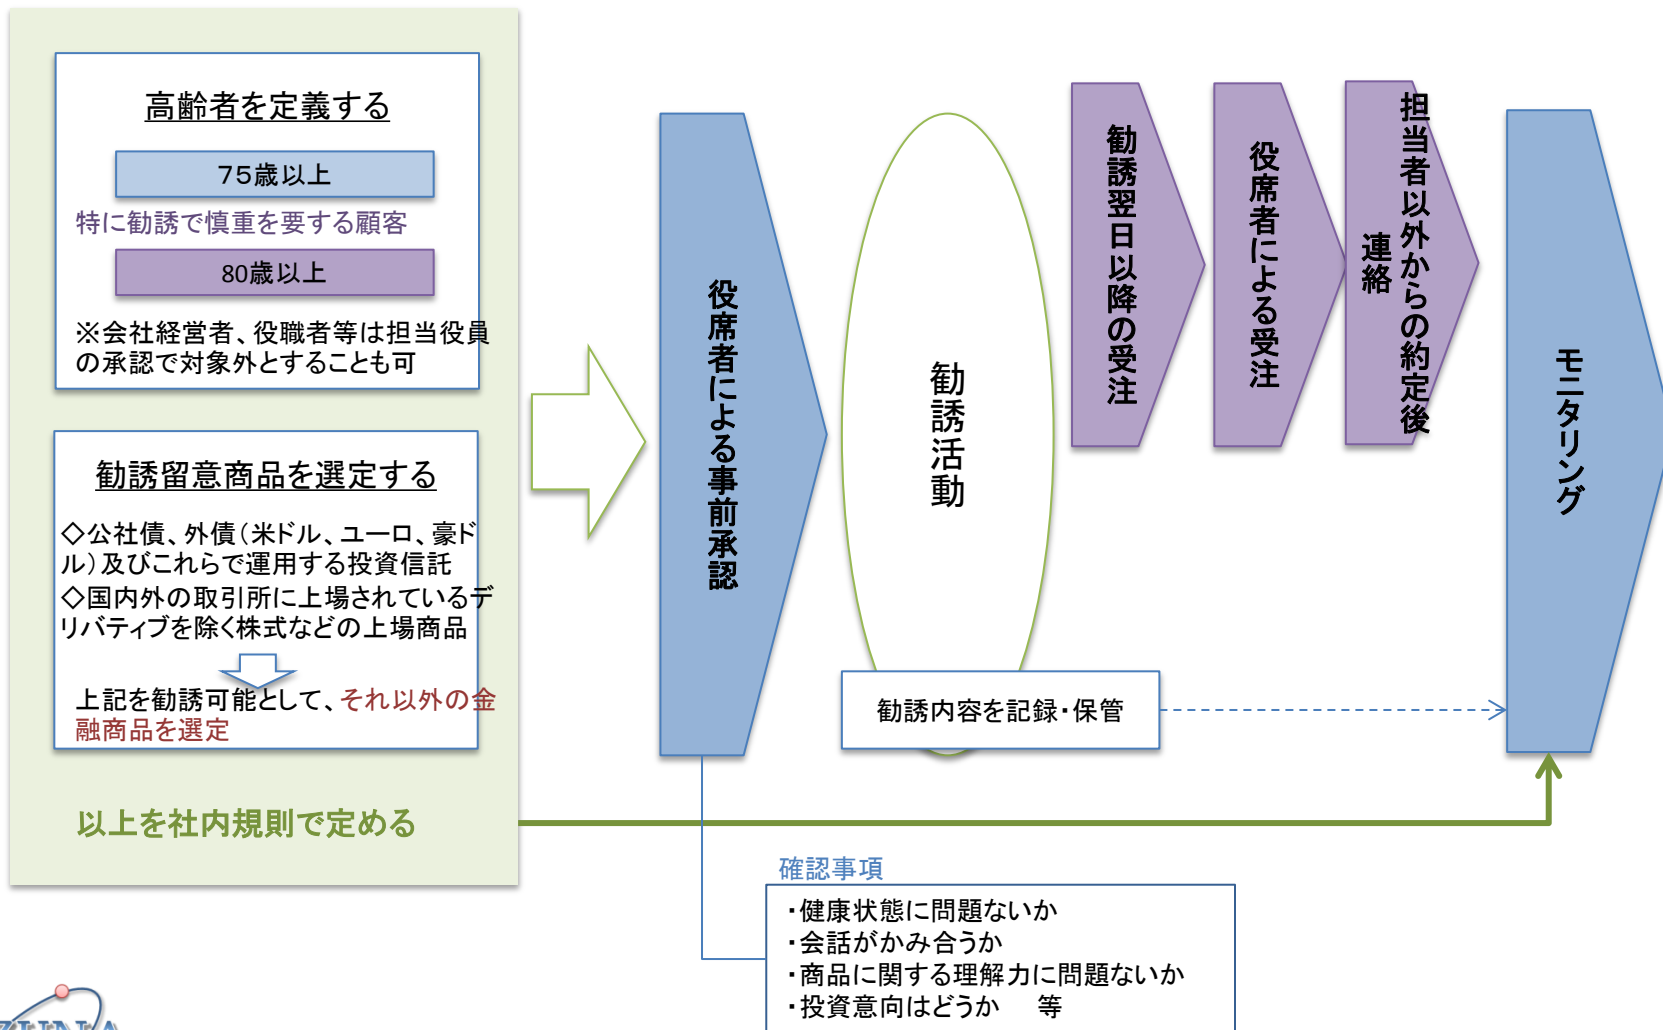 高齢者を定義する
75歳以上
特に勧誘で慎重を要する顧客
80歳以上
※会社経営者、役職者等は担当役員
の承認で対象外とすることも可
勧誘留意商品を選定する
◇公社債、外債(米ドル、ユーロ、豪ド
ル)及びこれらで運用する投資信託
◇国内外の取引所に上場されているデ
リバティブを除く株式などの上場商品
上記を勧誘可能として、それ以外の金
融商品を選定
以上を社内規則で定める
役席者による事前承認
勧誘活動
勧誘内容を記録・保管
勧誘翌日以降の受注
役席者による受注
担当者以外からの約定後
連絡
モニタリング
確認事項
・健康状態に問題ないか
・会話がかみ合うか
・商品に関する理解力に問題ないか
・投資意向はどうか 等